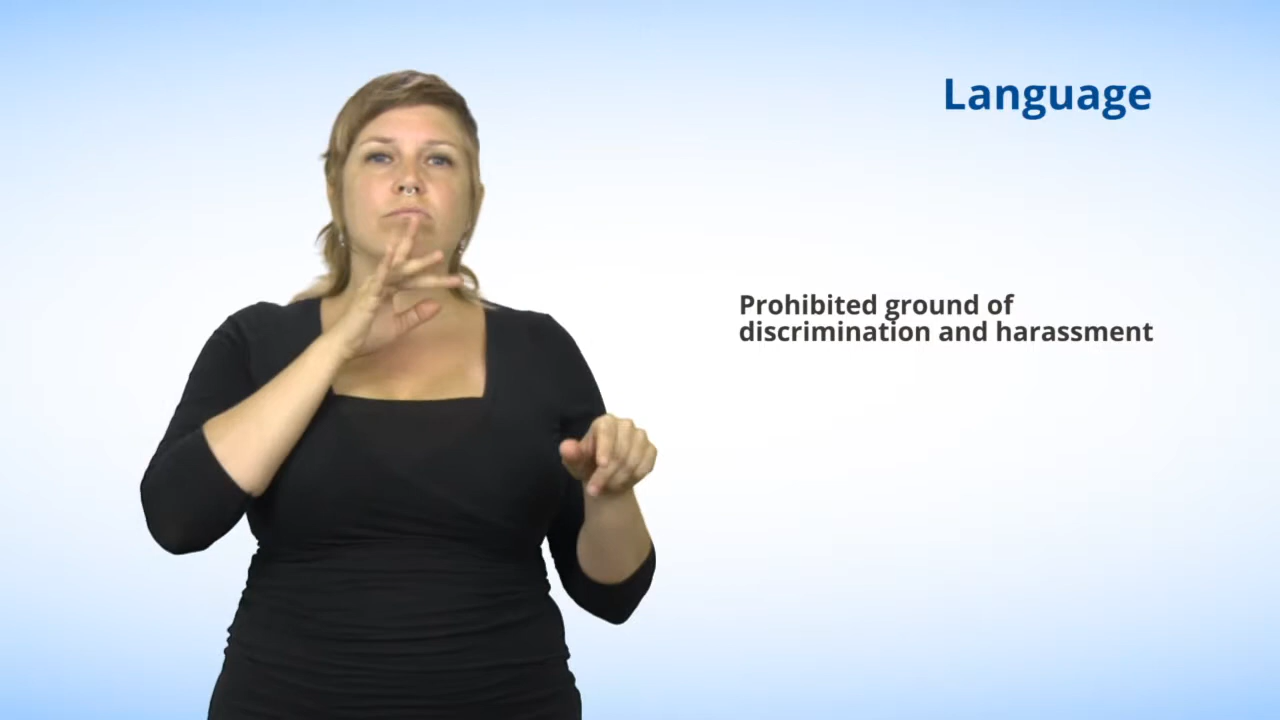 Language
Prohibited ground of
discrimination and harassment